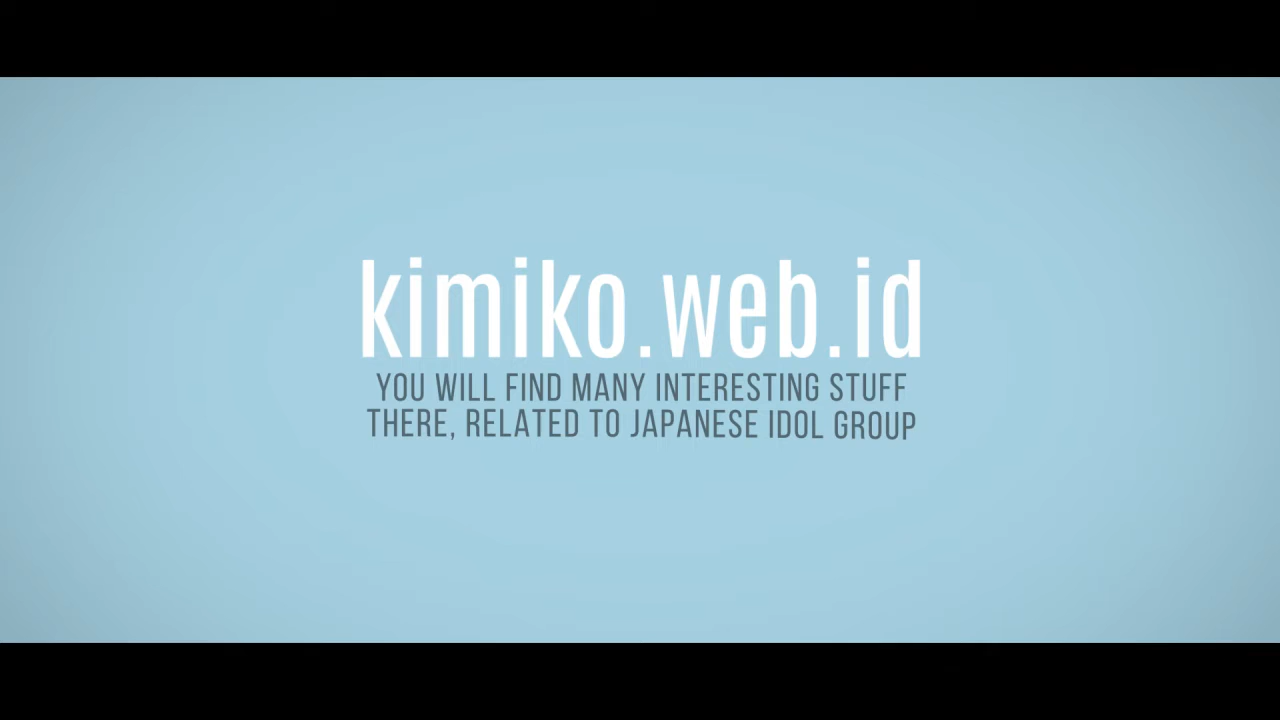 kimiko.web.id
YOU WILL FIND MANY INTERESTING STUFF
THERE, RELATED TO JAPANESE IDOL GROUP